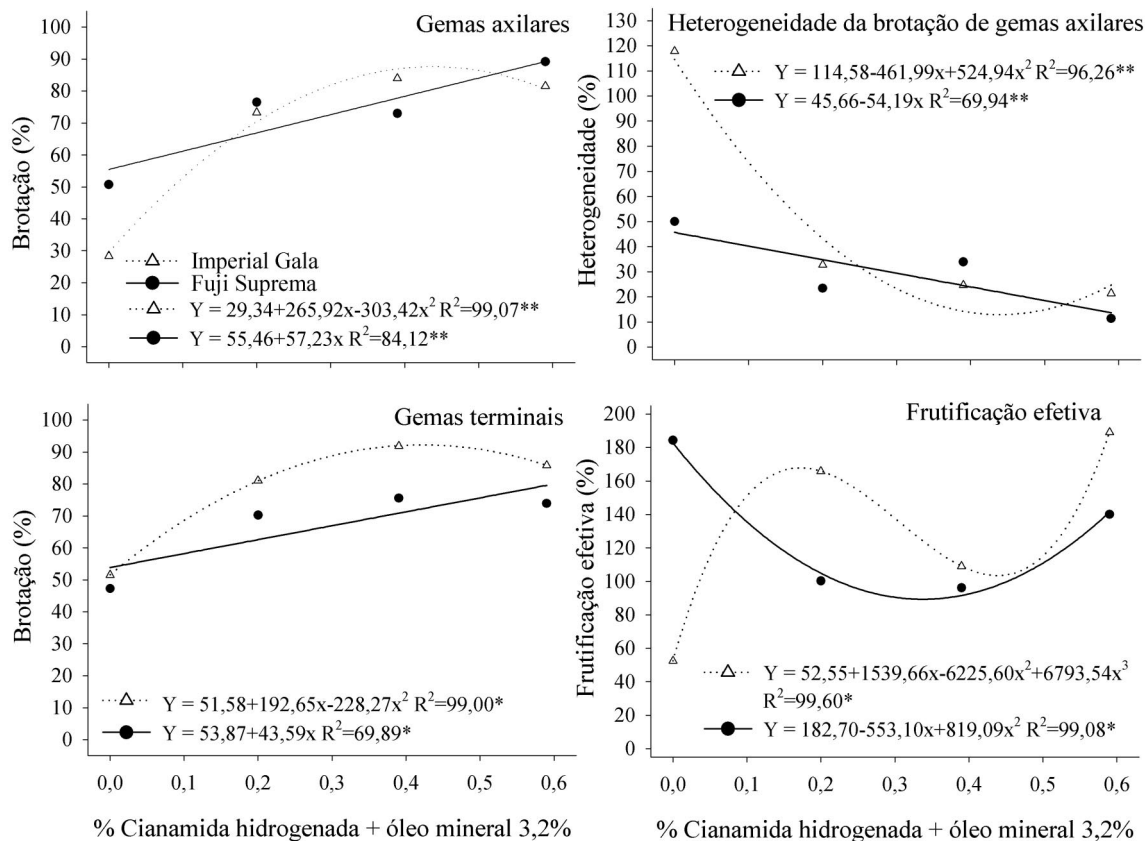 Gemas axilares
100
90
80
70
60
50
40
30
20
10
0
Brotação (%)
Imperial Gala
Fuji Suprema
Y = 29,34+265,92x-303,42x² R²=99,07**
Y = 55,46+57,23x R²=84,12**
Heterogeneidade da brotação de gemas axilares
130
120
110
100
90
80
70
60
50
40
30
20
10
0
Heterogeneidade (%)
Y = 114,58-461,99x+524,94x² R²=96,26**
Y = 45,66-54,19x R²=69,94**
Gemas terminais
100
90
80
70
60
50
40
30
20
10
0
Brotação (%)
Y = 51,58+192,65x-228,27x² R²=99,00*
Y = 53,87+43,59x R²=69,89*
0,0 0,1 0,2 0,3 0,4 0,5 0,6
% Cianamida hidrogenada + óleo mineral 3,2%
Frutificação efetiva
200
180
160
140
120
100
80
60
40
20
0
Frutificação efetiva (%)
Y = 52,55+1539,66x-6225,60x²+6793,54x³
R²=99,60*
Y = 182,70-553,10x+819,09x² R²=99,08*
0,0 0,1 0,2 0,3 0,4 0,5 0,6
% Cianamida hidrogenada + óleo mineral 3,2%